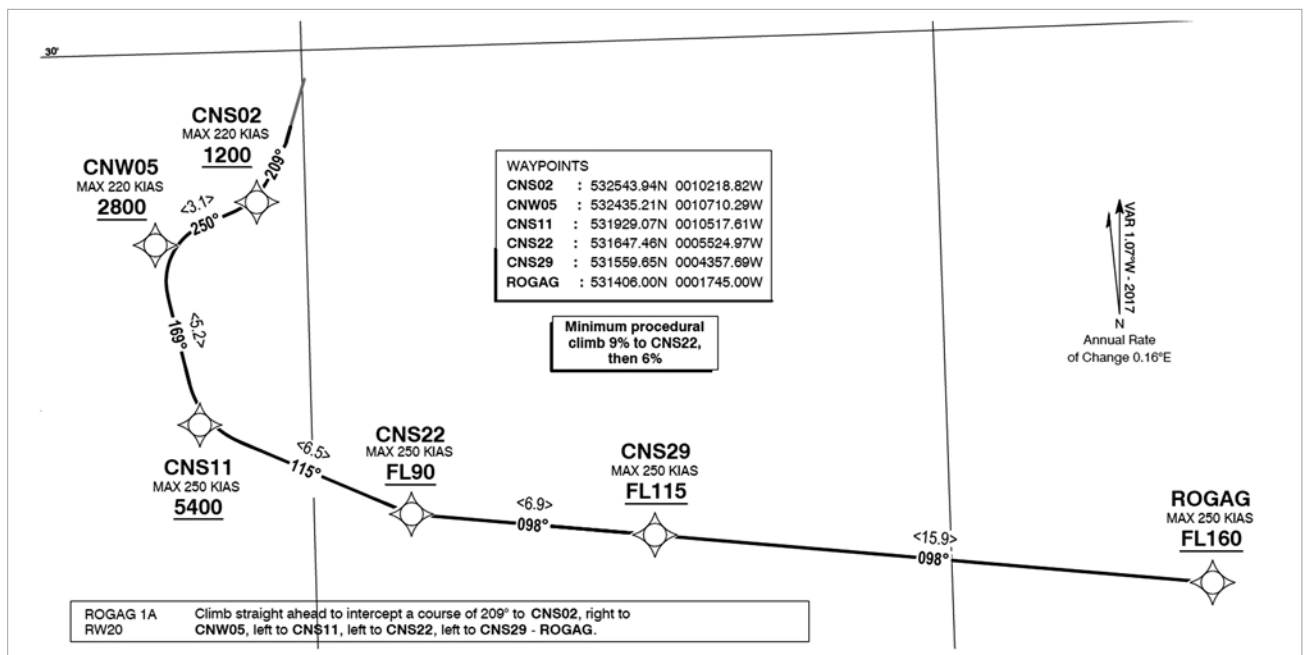 30'
CNS02
MAX 220 KIAS
1200
209°
CNW05
MAX 220 KIAS
2800
<3.1>
250°
WAYPOINTS
CNS02 : 532543.94N 0010218.82W
CNW05 : 532435.21N 0010710.29W
CNS11 : 531929.07N 0010517.61W
CNS22 : 531647.46N 0005524.97W
CNS29 : 531559.65N 0004357.69W
ROGAG : 531406.00N 0001745.00W
VAR 1.07°W - 2017
N
Annual Rate
of Change 0.16°E
Minimum procedural
climb 9% to CNS22,
then 6%
<5.2>
169°
CNS11
MAX 250 KIAS
5400
<6.5>
115°
CNS22
MAX 250 KIAS
FL90
<6.9>
098°
CNS29
MAX 250 KIAS
FL115
<15.9>
098°
ROGAG
MAX 250 KIAS
FL160
ROGAG 1A Climb straight ahead to intercept a course of 209° to CNS02, right to
RW20 CNW05, left to CNS11, left to CNS22, left to CNS29 - ROGAG.